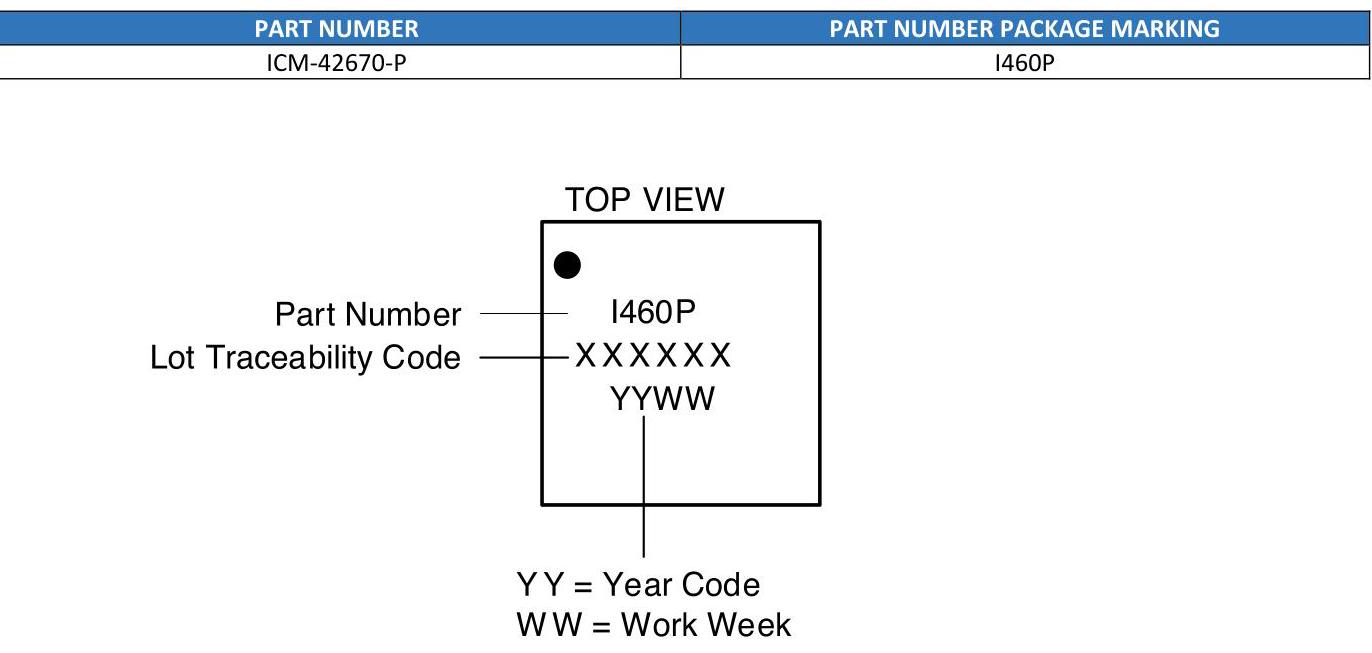 PART NUMBER PART NUMBER PACKAGE MARKING
ICM-42670-P I460P
TOP VIEW
Part Number I460P
Lot Traceability Code XXXXXX
YYWW
YY = Year Code
WW = Work Week